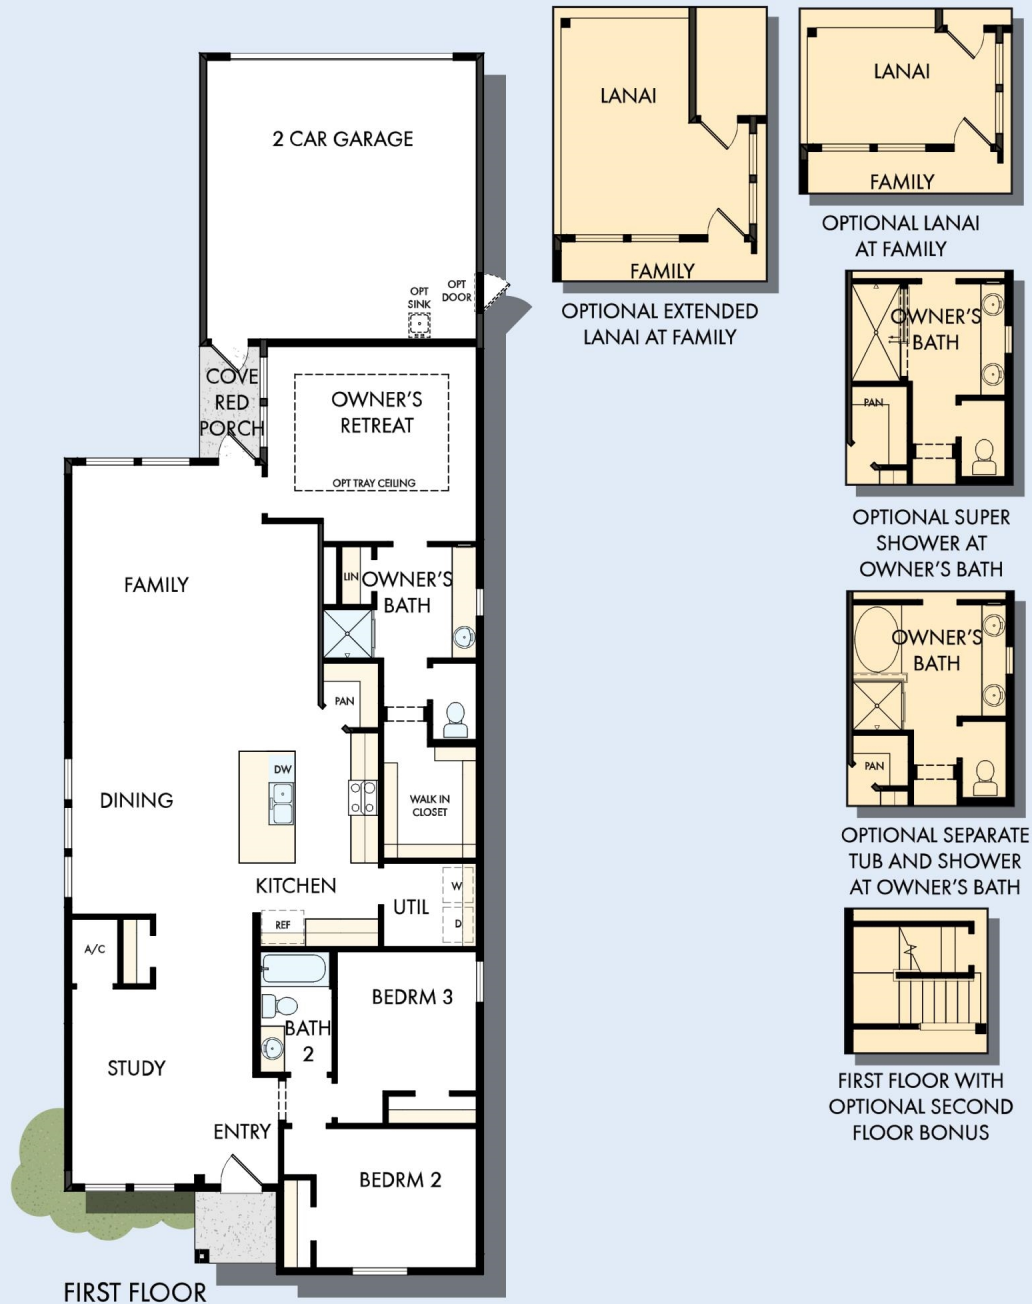 2 CAR GARAGE
OPT
SINK
OPT
DOOR
COVE
RED
PORCH
OWNER'S
RETREAT
OPT TRAY CEILING
FAMILY
LIN
OWNER'S
BATH
PAN
DW
DINING
WALK IN
CLOSET
KITCHEN
UTIL
W
D
REF
A/C
BEDRM 3
BATH
2
STUDY
ENTRY
BEDRM 2
FIRST FLOOR
LANAI
FAMILY
OPTIONAL EXTENDED
LANAI AT FAMILY
LANAI
FAMILY
OPTIONAL LANAI
AT FAMILY
OWNER'S
BATH
PAN
OPTIONAL SUPER
SHOWER AT
OWNER'S BATH
OWNER'S
BATH
PAN
OPTIONAL SEPARATE
TUB AND SHOWER
AT OWNER'S BATH
FIRST FLOOR WITH
OPTIONAL SECOND
FLOOR BONUS